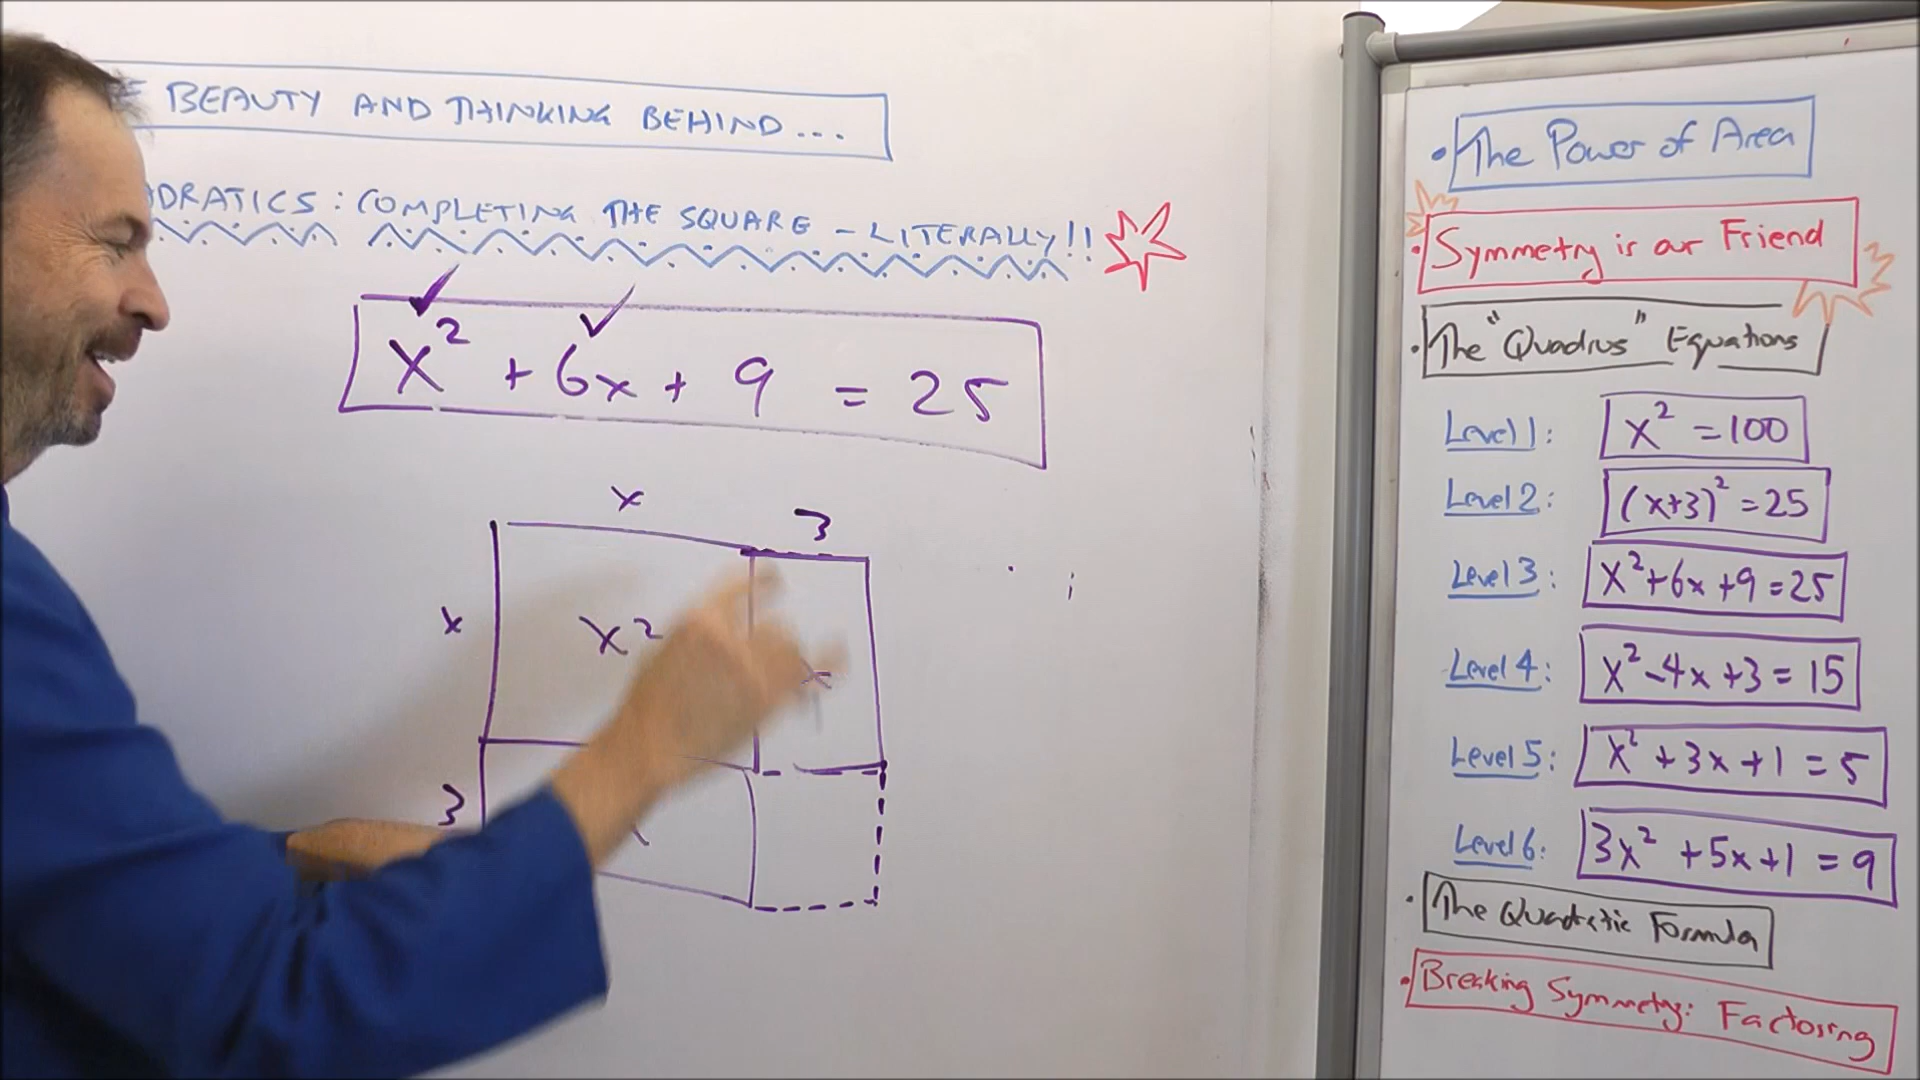 BEAUTY AND THINKING BEHIND...
DRATICS: COMPLETING THE SQUARE - LITERALLY!!
x² + 6x + 9 = 25
x
3
x
x²
3
• The Power of Area
• Symmetry is our Friend
• The "Quadrus" Equations
Level 1: x² = 100
Level 2: (x+3)² = 25
Level 3: x² + 6x + 9 = 25
Level 4: x² - 4x + 3 = 15
Level 5: x² + 3x + 1 = 5
Level 6: 3x² + 5x + 1 = 9
• The Quadratic Formula
• Breaking Symmetry: Factoring